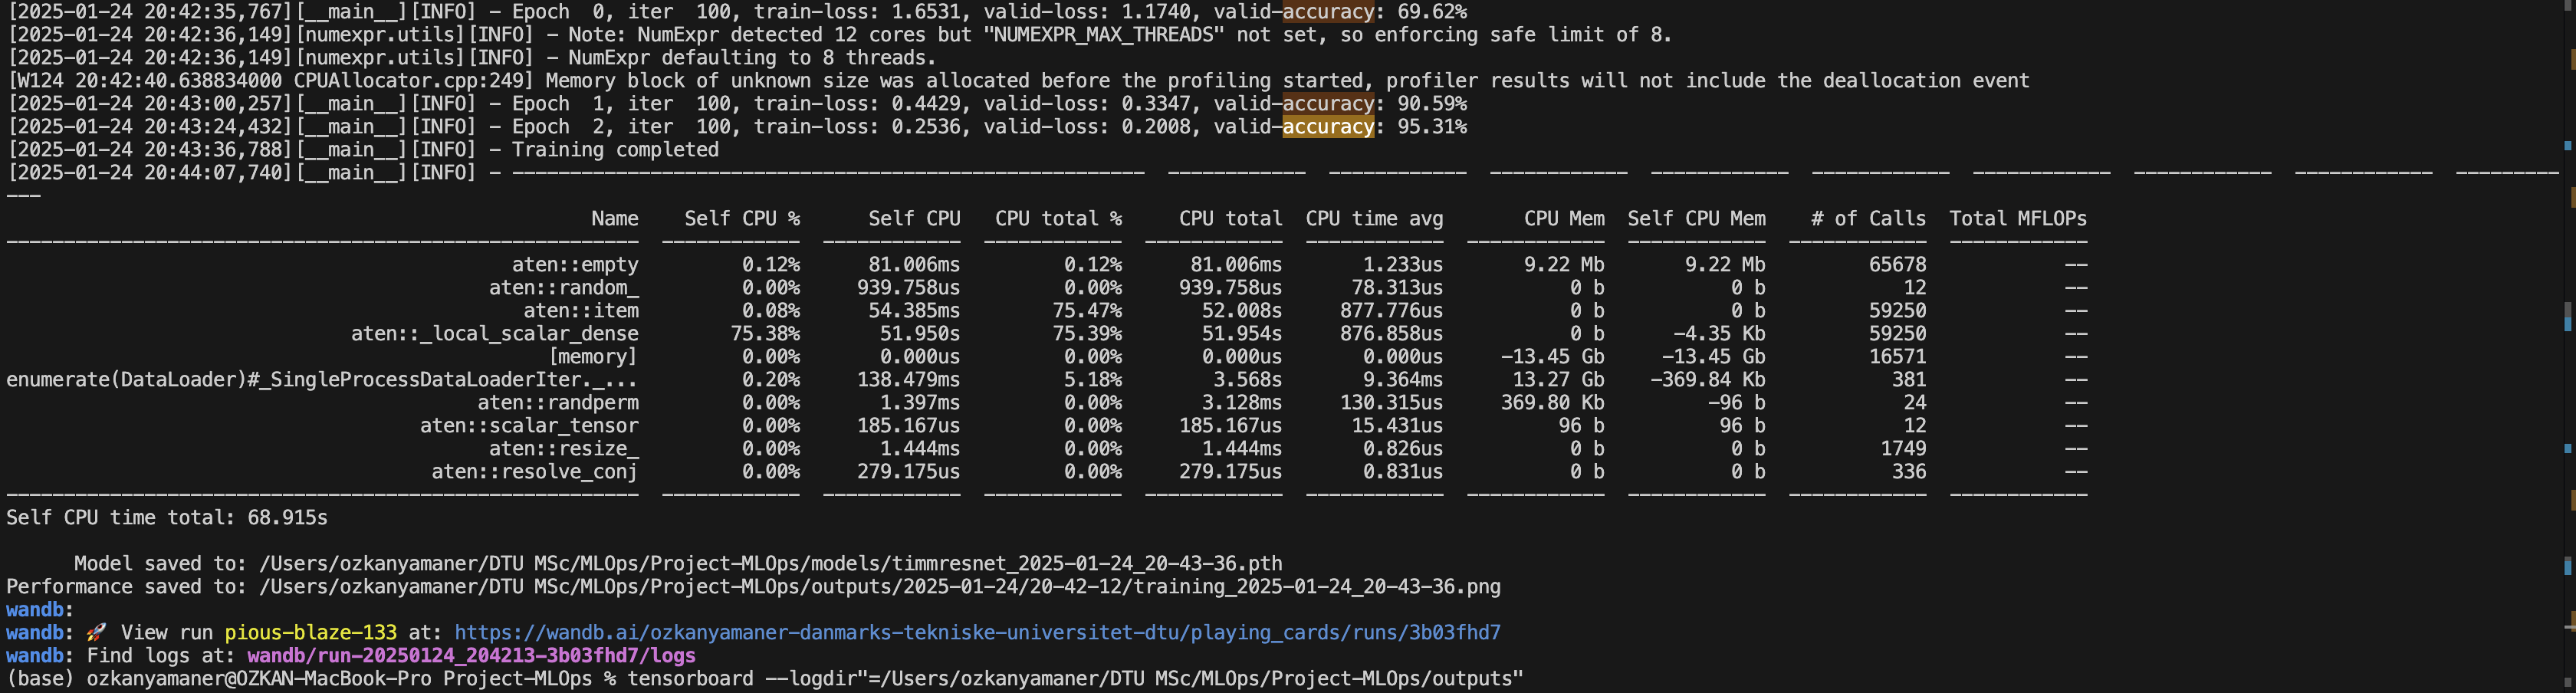 [2025-01-24 20:42:35,767][__main__][INFO] - Epoch  0, iter  100, train-loss: 1.6531, valid-loss: 1.1740, valid-accuracy: 69.62%
[2025-01-24 20:42:36,149][numexpr.utils][INFO] - Note: NumExpr detected 12 cores but "NUMEXPR_MAX_THREADS" not set, so enforcing safe limit of 8.
[2025-01-24 20:42:36,149][numexpr.utils][INFO] - NumExpr defaulting to 8 threads.
[W124 20:42:40.638834000 CPUAllocator.cpp:249] Memory block of unknown size was allocated before the profiling started, profiler results will not include the deallocation event
[2025-01-24 20:43:00,257][__main__][INFO] - Epoch  1, iter  100, train-loss: 0.4429, valid-loss: 0.3347, valid-accuracy: 90.59%
[2025-01-24 20:43:24,432][__main__][INFO] - Epoch  2, iter  100, train-loss: 0.2536, valid-loss: 0.2008, valid-accuracy: 95.31%
[2025-01-24 20:43:36,788][__main__][INFO] - Training completed
[2025-01-24 20:44:07,740][__main__][INFO] - -------------------------------------------------------  ------------  ------------  ------------  ------------  ------------  ------------  ------------  ------------  ---------
---
Name  Self CPU %  Self CPU  CPU total %  CPU total  CPU time avg  CPU Mem  Self CPU Mem  # of Calls  Total MFLOPs
-------------------------------------------------------  ------------  ------------  ------------  ------------  ------------  ------------  ------------  ------------  ------------
aten::empty  0.12%  81.006ms  0.12%  81.006ms  1.233us  9.22 Mb  9.22 Mb  65678  --
aten::random_  0.00%  939.758us  0.00%  939.758us  78.313us  0 b  0 b  12  --
aten::item  0.08%  54.385ms  75.47%  52.008s  877.776us  0 b  0 b  59250  --
aten::_local_scalar_dense  75.38%  51.950s  75.39%  51.954s  876.858us  0 b  -4.35 Kb  59250  --
[memory]  0.00%  0.000us  0.00%  0.000us  0.000us  -13.45 Gb  -13.45 Gb  16571  --
enumerate(DataLoader)#_SingleProcessDataLoaderIter._...  0.20%  138.479ms  5.18%  3.568s  9.364ms  13.27 Gb  -369.84 Kb  381  --
aten::randperm  0.00%  1.397ms  0.00%  3.128ms  130.315us  369.80 Kb  -96 b  24  --
aten::scalar_tensor  0.00%  185.167us  0.00%  185.167us  15.431us  96 b  96 b  12  --
aten::resize_  0.00%  1.444ms  0.00%  1.444ms  0.826us  0 b  0 b  1749  --
aten::resolve_conj  0.00%  279.175us  0.00%  279.175us  0.831us  0 b  0 b  336  --
-------------------------------------------------------  ------------  ------------  ------------  ------------  ------------  ------------  ------------  ------------  ------------
Self CPU time total: 68.915s
Model saved to: /Users/ozkanyamaner/DTU MSc/MLOps/Project-MLOps/models/timmresnet_2025-01-24_20-43-36.pth
Performance saved to: /Users/ozkanyamaner/DTU MSc/MLOps/Project-MLOps/outputs/2025-01-24/20-42-12/training_2025-01-24_20-43-36.png
wandb:
wandb: 🚀 View run pious-blaze-133 at: https://wandb.ai/ozkanyamaner-danmarks-tekniske-universitet-dtu/playing_cards/runs/3b03fhd7
wandb: Find logs at: wandb/run-20250124_204213-3b03fhd7/logs
(base) ozkanyamaner@OZKAN-MacBook-Pro Project-MLOps % tensorboard --logdir"=/Users/ozkanyamaner/DTU MSc/MLOps/Project-MLOps/outputs"